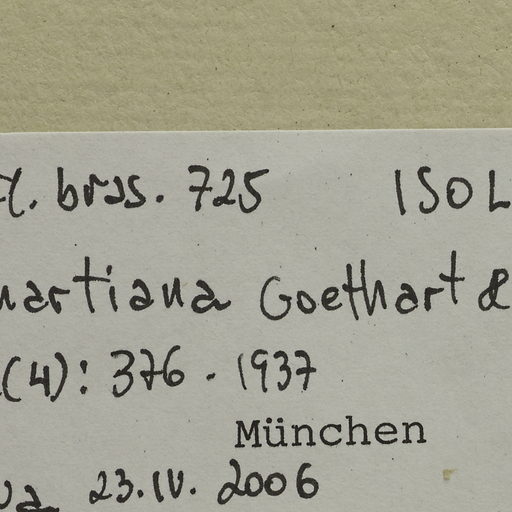 bras. 725 ISOL
martiana Goethart &
(4): 376. 1937
München
23.IV. 2006